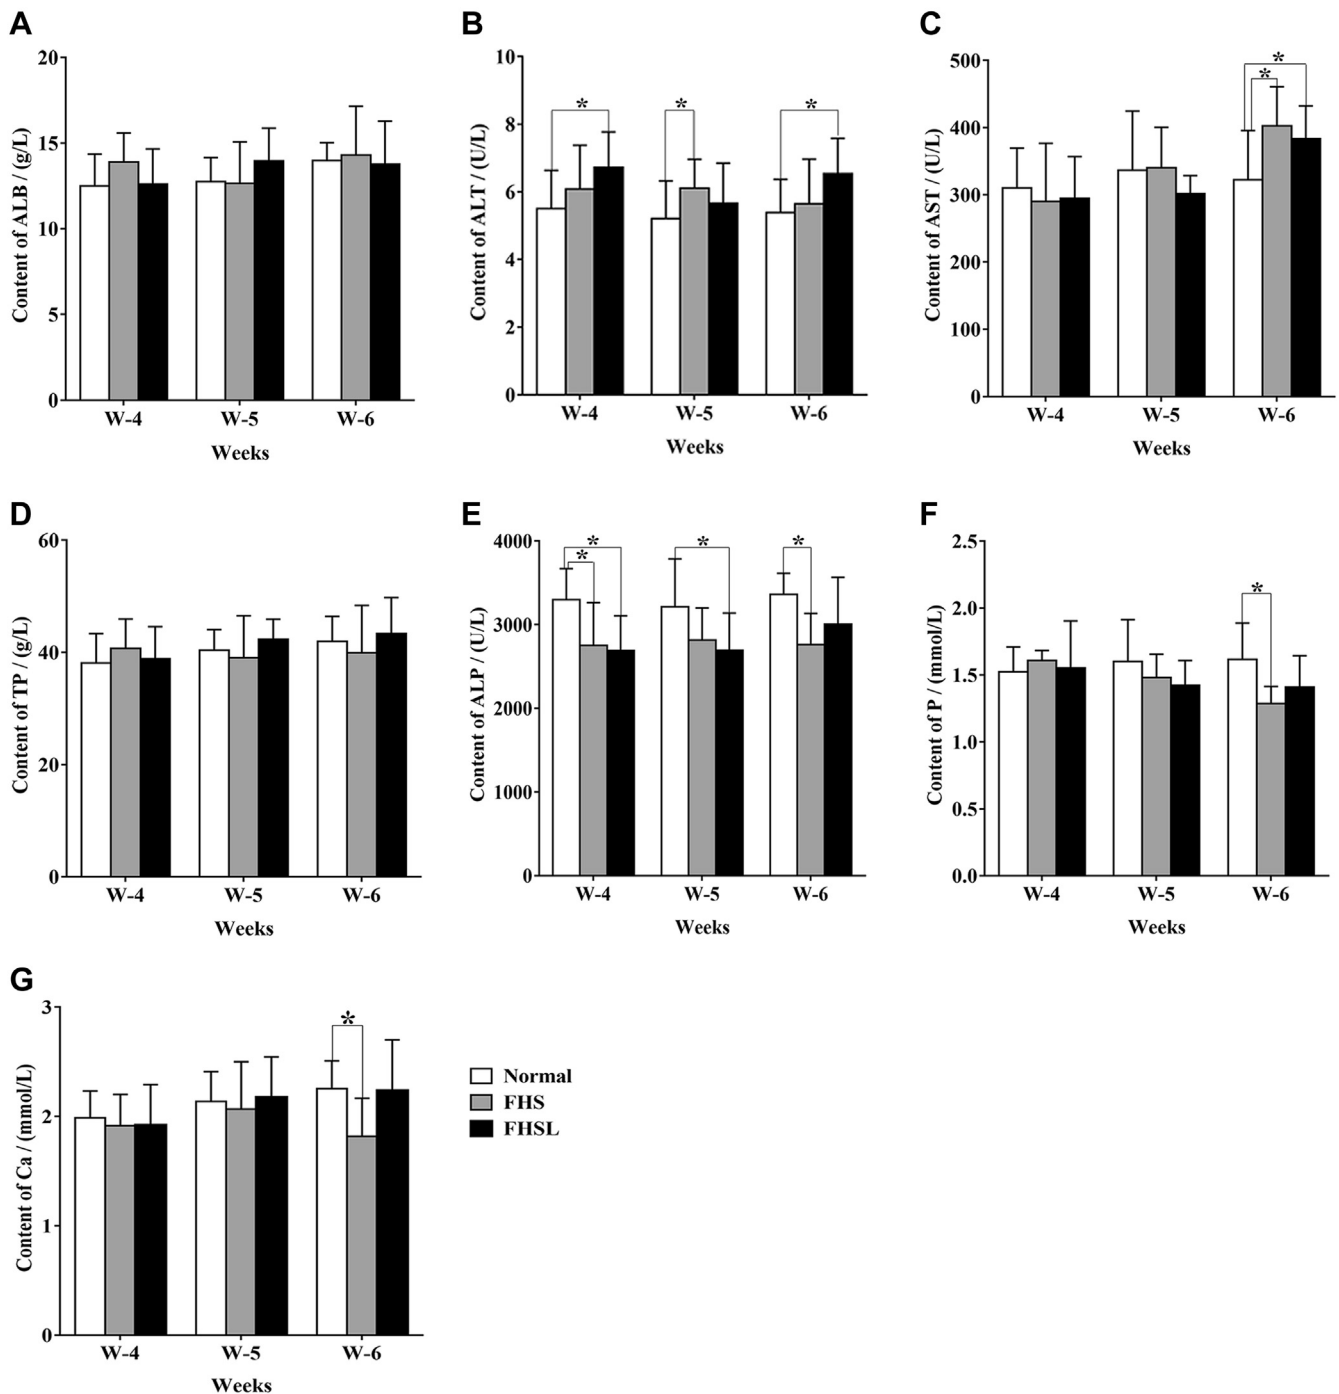 A
Content of ALB / (g/L)
20
15
10
5
0
W-4 W-5 W-6
Weeks
B
Content of ALT / (U/L)
10
8
6
4
2
0
* * *
W-4 W-5 W-6
Weeks
C
Content of AST / (U/L)
500
400
300
200
100
0
*
*
W-4 W-5 W-6
Weeks
D
Content of TP / (g/L)
60
40
20
0
W-4 W-5 W-6
Weeks
E
Content of ALP / (U/L)
4000
3000
2000
1000
0
* * *
*
W-4 W-5 W-6
Weeks
F
Content of P / (mmol/L)
2.5
2.0
1.5
1.0
0.5
0.0
*
W-4 W-5 W-6
Weeks
G
Content of Ca / (mmol/L)
3
2
1
0
*
W-4 W-5 W-6
Weeks
Normal
FHS
FHSL